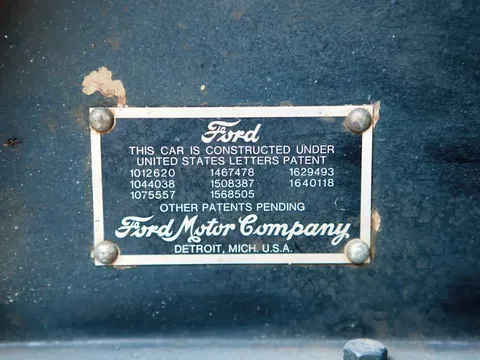 Ford
THIS CAR IS CONSTRUCTED UNDER
UNITED STATES LETTERS PATENT
1012620 1467478 1629493
1044038 1508387 1640118
1075557 1568505
OTHER PATENTS PENDING
Ford Motor Company
DETROIT, MICH. U.S.A.